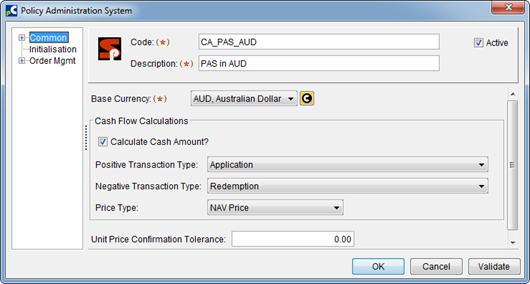 Policy Administration System
Common
Initialisation
Order Mgmt
Code: (*) CA_PAS_AUD
Active
Description: (*) PAS in AUD
Base Currency: (*) AUD, Australian Dollar
Cash Flow Calculations
Calculate Cash Amount?
Positive Transaction Type: Application
Negative Transaction Type: Redemption
Price Type: NAV Price
Unit Price Confirmation Tolerance: 0.00
OK Cancel Validate